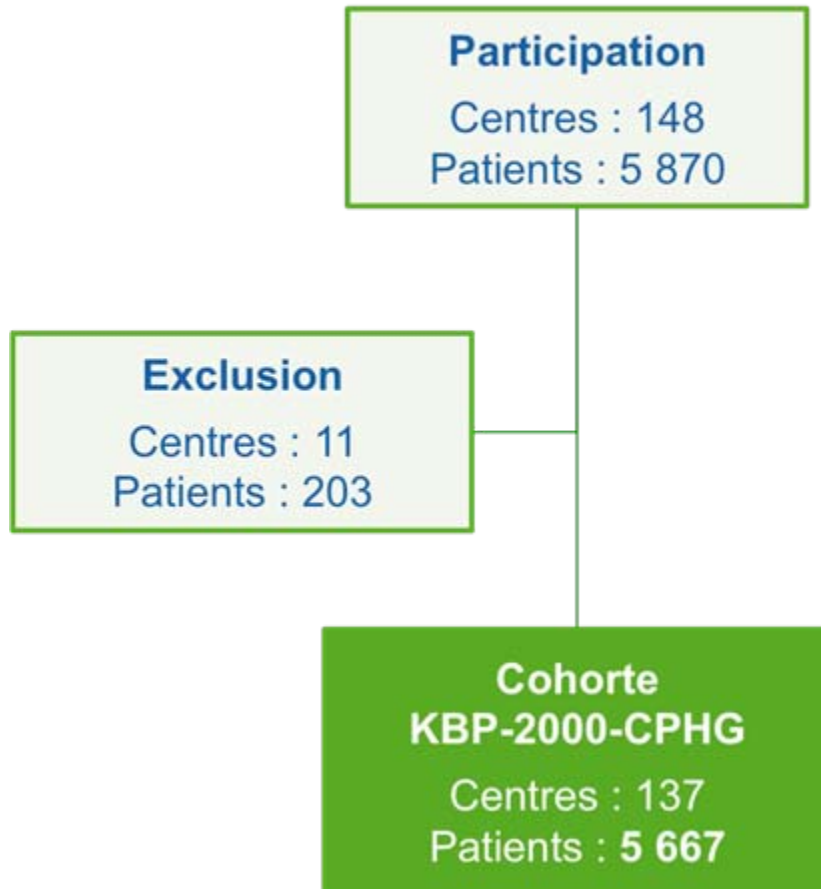 Participation
Centres : 148
Patients : 5 870
Exclusion
Centres : 11
Patients : 203
Cohorte
KBP-2000-CPHG
Centres : 137
Patients : 5 667